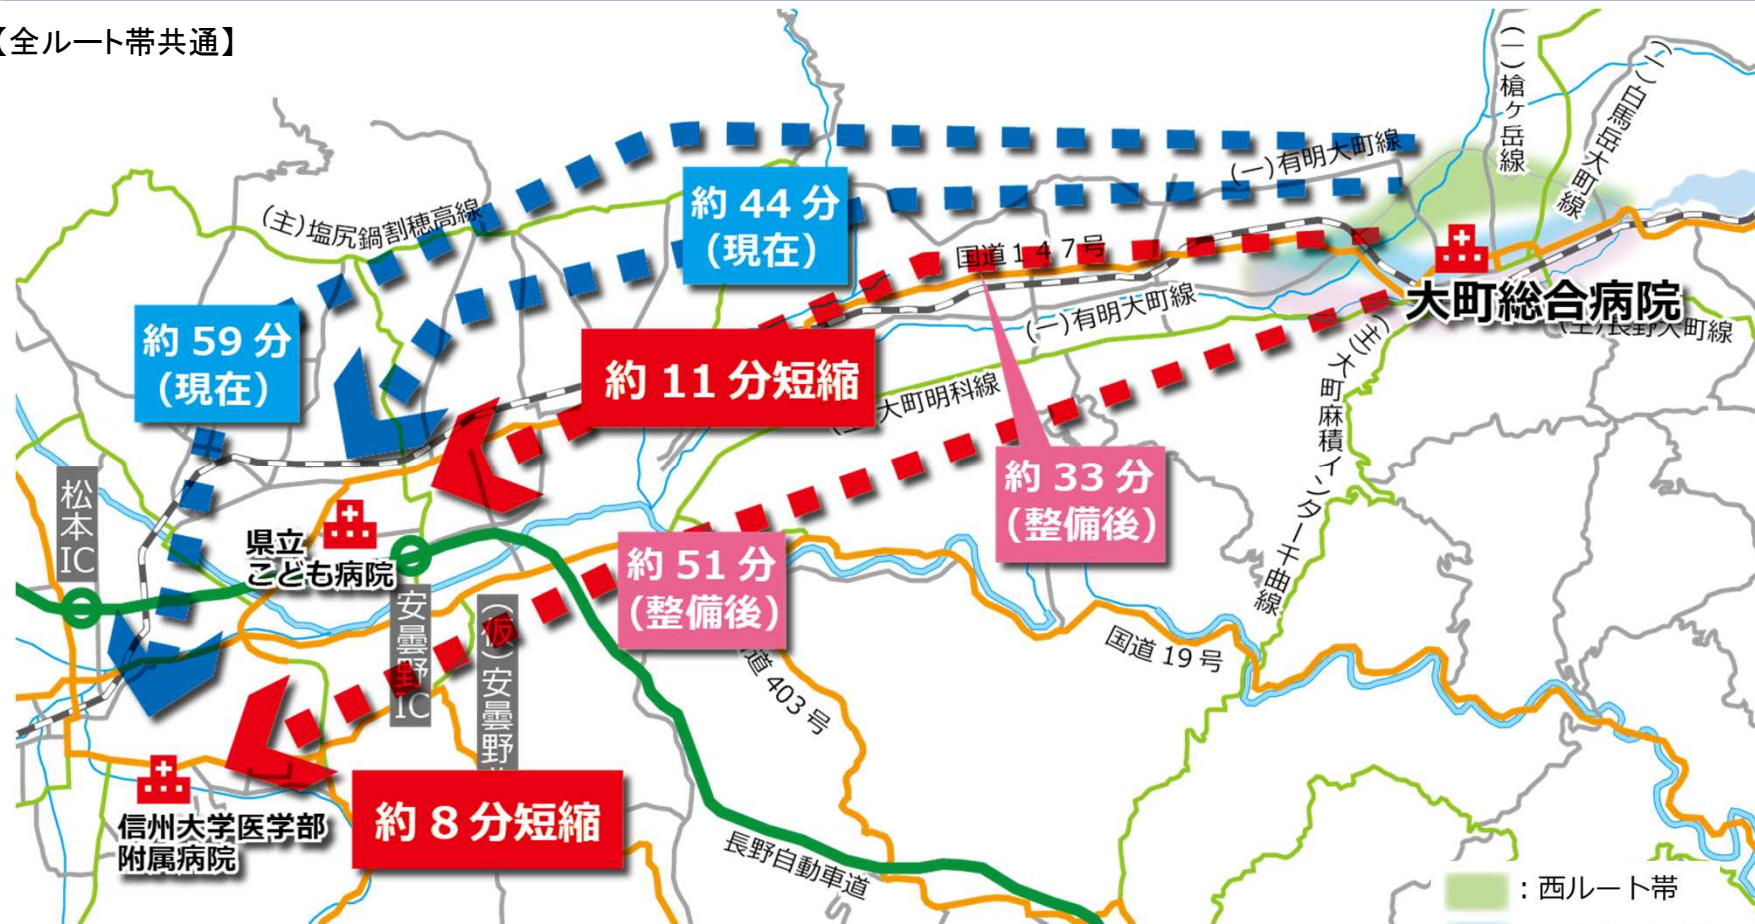 【全ルート帯共通】
(一)槍ヶ岳線
(一)白馬岳大町線
(一)有明大町線
(主)塩尻鍋割穂高線
約 44 分
(現在)
国道147号
大町総合病院
(一)有明大町線
約 59 分
(現在)
約 11 分短縮
大町明科線
(主)大町麻積インター千曲線
(主)長野大町線
約 33 分
(整備後)
松本IC
県立
こども病院
安曇野IC
(仮)安曇野
約 51 分
(整備後)
国道 19 号
道 403 号
信州大学医学部
附属病院
約 8 分短縮
長野自動車道
：西ルート帯